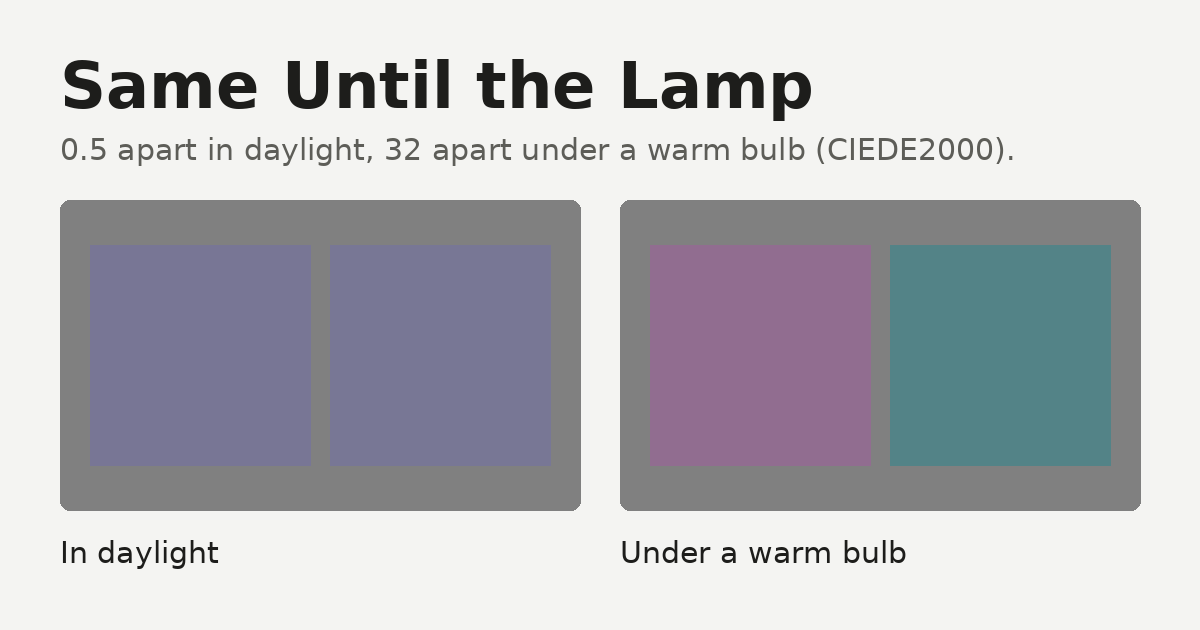 Same Until the Lamp
0.5 apart in daylight, 32 apart under a warm bulb (CIEDE2000).
In daylight
Under a warm bulb